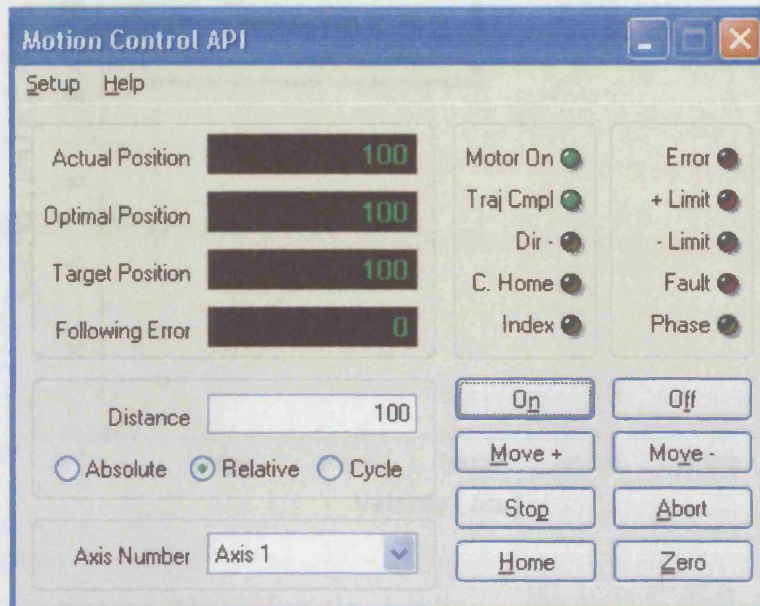 Motion Control API
Setup Help
Actual Position 100
Optimal Position 100
Target Position 100
Following Error 0
Motor On
Traj Cmpl
Dir -
C. Home
Index
Error
+ Limit
- Limit
Fault
Phase
Distance 100
Absolute Relative Cycle
Axis Number Axis 1
On Off
Move + Move -
Stop Abort
Home Zero